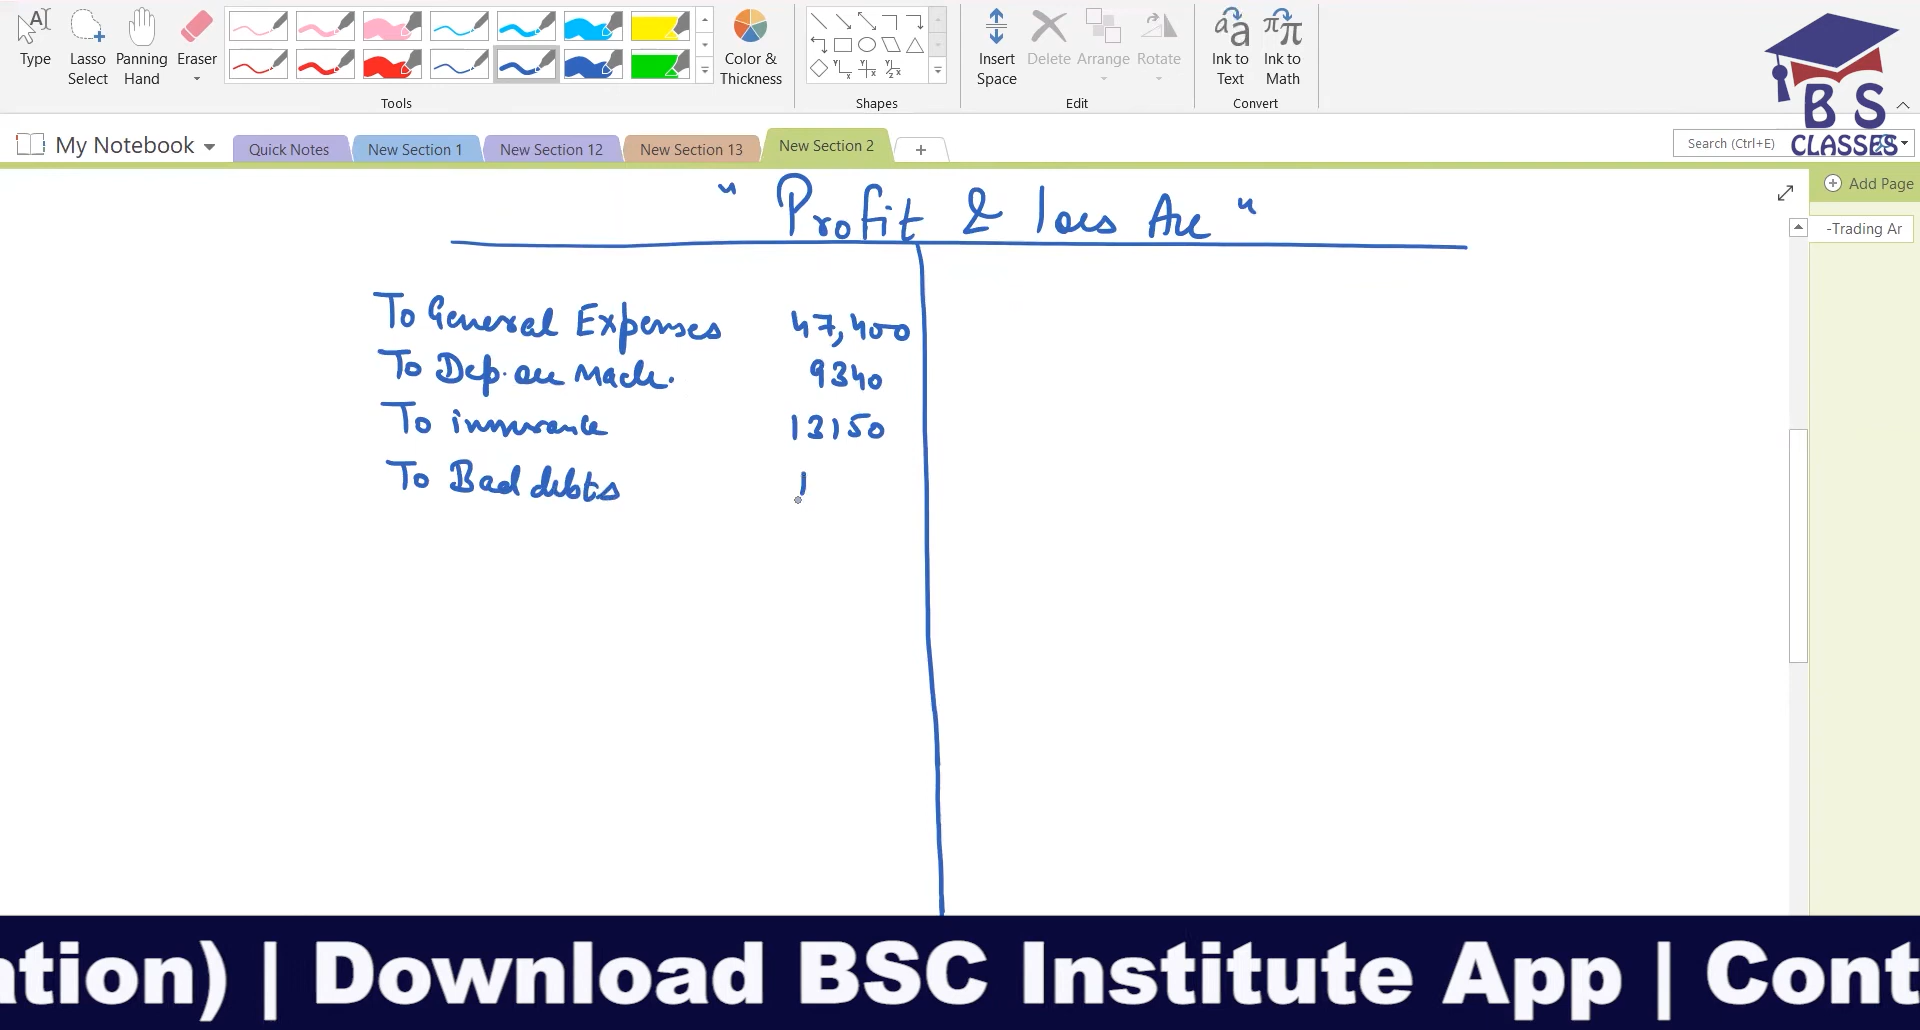 Type
Lasso Select
Panning Hand
Eraser
Color & Thickness
Insert Space
Delete
Arrange
Rotate
Ink to Text
Ink to Math
Tools
Shapes
Edit
Convert
B S
CLASSES
My Notebook
Quick Notes
New Section 1
New Section 12
New Section 13
New Section 2
+
Search (Ctrl+E)
Add Page
-Trading Ar
" Profit & loss A/c "
To General Expenses 47,400
To Dep. on Mach. 9340
To insurance 13150
To Bad debts 1
ation) | Download BSC Institute App | Cont